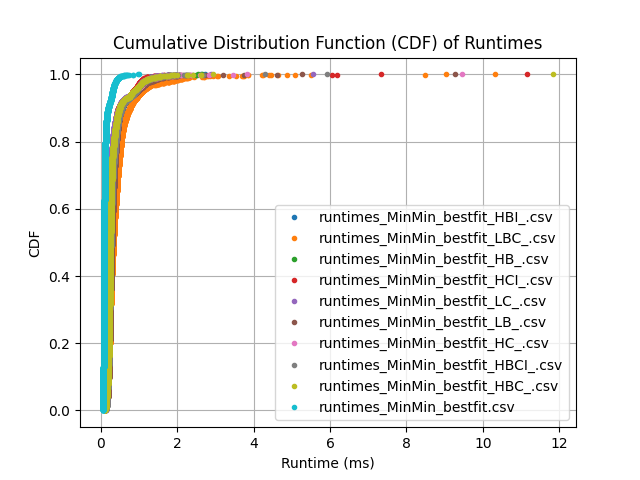 Cumulative Distribution Function (CDF) of Runtimes
1.0
0.8
0.6
0.4
0.2
0.0
CDF
runtimes_MinMin_bestfit_HBI_.csv
runtimes_MinMin_bestfit_LBC_.csv
runtimes_MinMin_bestfit_HB_.csv
runtimes_MinMin_bestfit_HCI_.csv
runtimes_MinMin_bestfit_LC_.csv
runtimes_MinMin_bestfit_LB_.csv
runtimes_MinMin_bestfit_HC_.csv
runtimes_MinMin_bestfit_HBCI_.csv
runtimes_MinMin_bestfit_HBC_.csv
runtimes_MinMin_bestfit.csv
0 2 4 6 8 10 12
Runtime (ms)